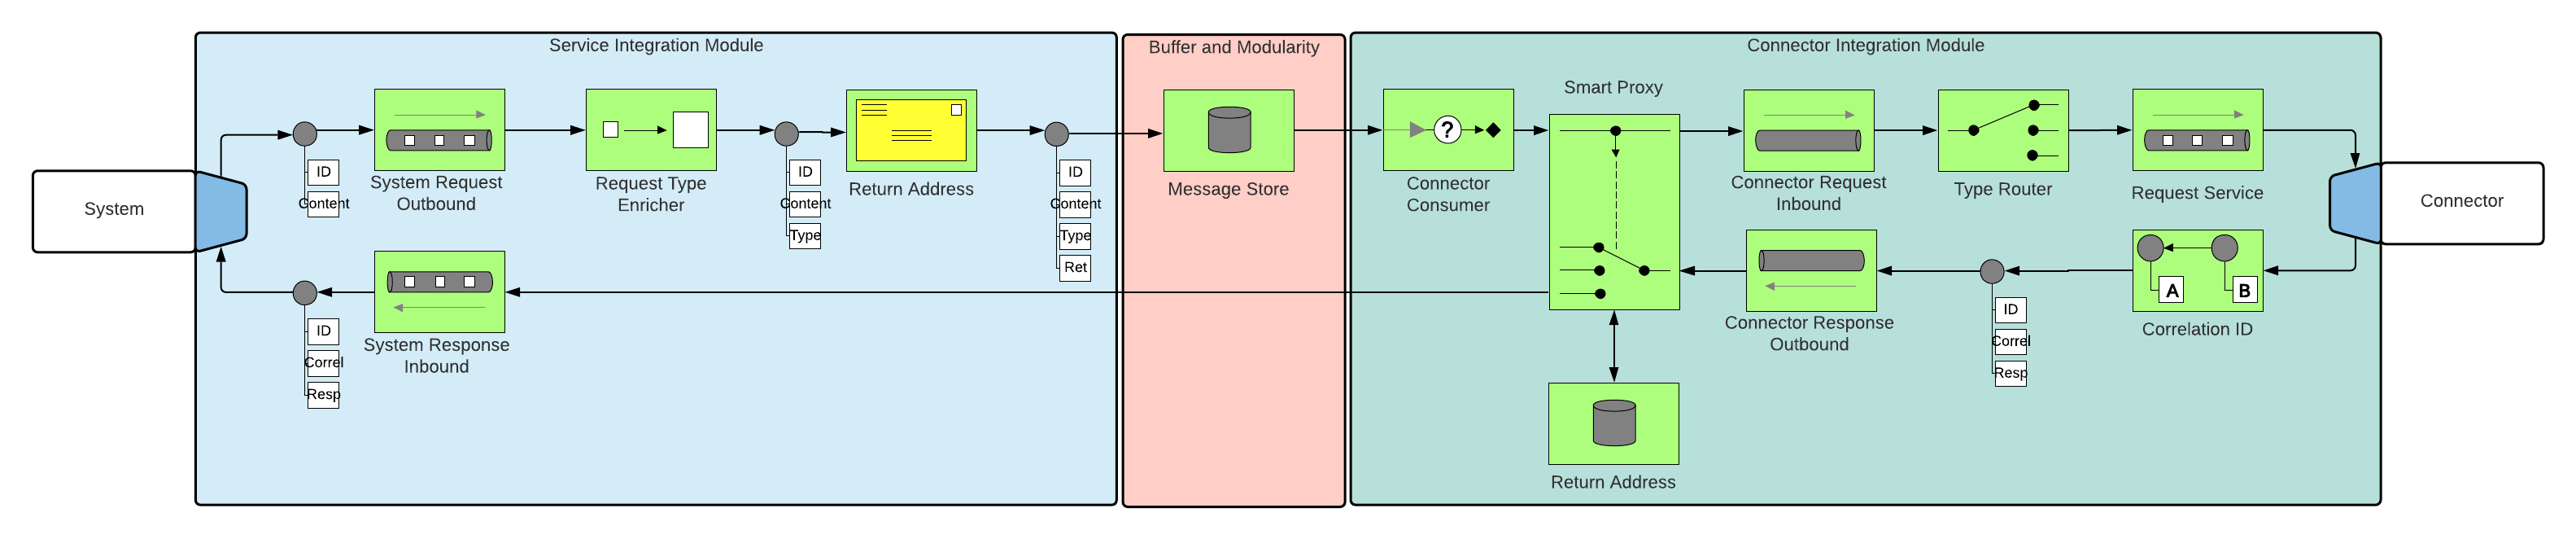 Service Integration Module
Buffer and Modularity
Connector Integration Module
System
ID
Content
System Request
Outbound
Request Type
Enricher
ID
Content
Type
Return Address
ID
Content
Type
Ret
Message Store
?
Connector
Consumer
Smart Proxy
Connector Request
Inbound
Type Router
Request Service
Connector
System Response
Inbound
ID
Correl
Resp
Return Address
Connector Response
Outbound
ID
Correl
Resp
A
B
Correlation ID